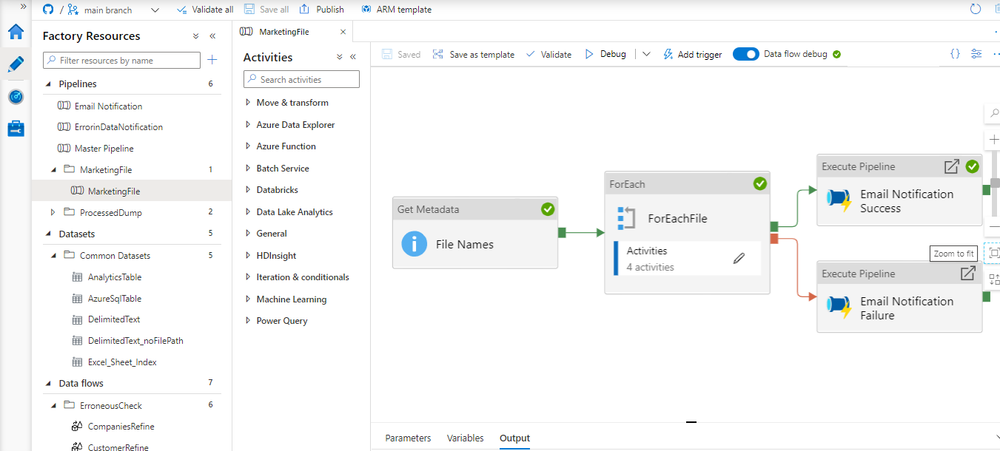 / main branch
Validate all
Save all
Publish
ARM template
Factory Resources
Filter resources by name
Pipelines 6
Email Notification
ErrorinDataNotification
Master Pipeline
MarketingFile 1
MarketingFile
ProcessedDump 2
Datasets 5
Common Datasets 5
AnalyticsTable
AzureSqlTable
DelimitedText
DelimitedText_noFilePath
Excel_Sheet_Index
Data flows 7
ErroneousCheck 6
CompaniesRefine
CustomerRefine
MarketingFile
Activities
Search activities
Move & transform
Azure Data Explorer
Azure Function
Batch Service
Databricks
Data Lake Analytics
General
HDInsight
Iteration & conditionals
Machine Learning
Power Query
Saved
Save as template
Validate
Debug
Add trigger
Data flow debug
Get Metadata
File Names
ForEach
ForEachFile
Activities
4 activities
Execute Pipeline
Email Notification
Success
Zoom to fit
Execute Pipeline
Email Notification
Failure
Parameters
Variables
Output